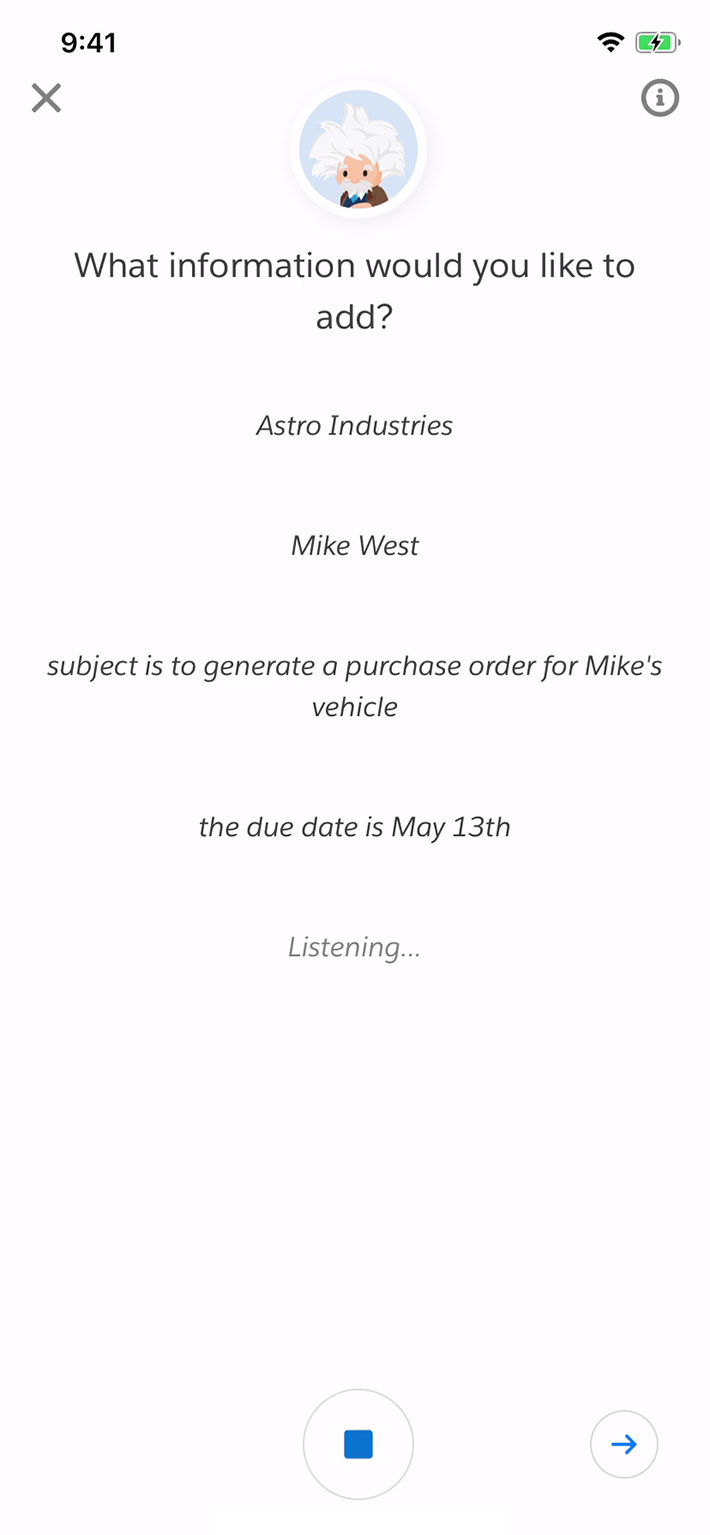 9:41
What information would you like to
add?
Astro Industries
Mike West
subject is to generate a purchase order for Mike's
vehicle
the due date is May 13th
Listening...